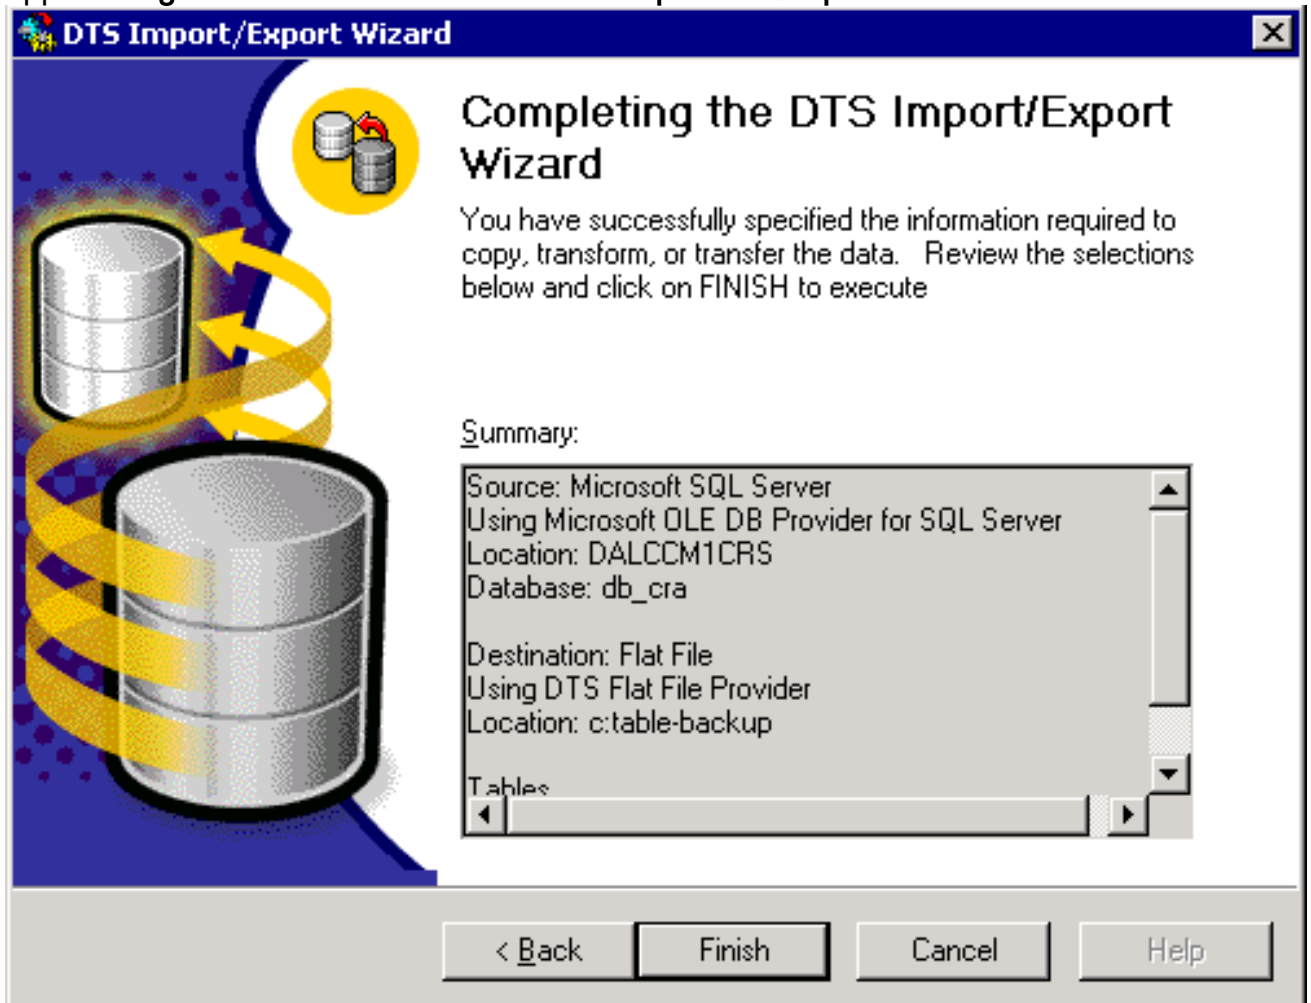 DTS Import/Export Wizard
Completing the DTS Import/Export
Wizard
You have successfully specified the information required to
copy, transform, or transfer the data. Review the selections
below and click on FINISH to execute
Summary:
Source: Microsoft SQL Server
Using Microsoft OLE DB Provider for SQL Server
Location: DALCCM1CRS
Database: db_cra
Destination: Flat File
Using DTS Flat File Provider
Location: c:table-backup
Tables
< Back
Finish
Cancel
Help